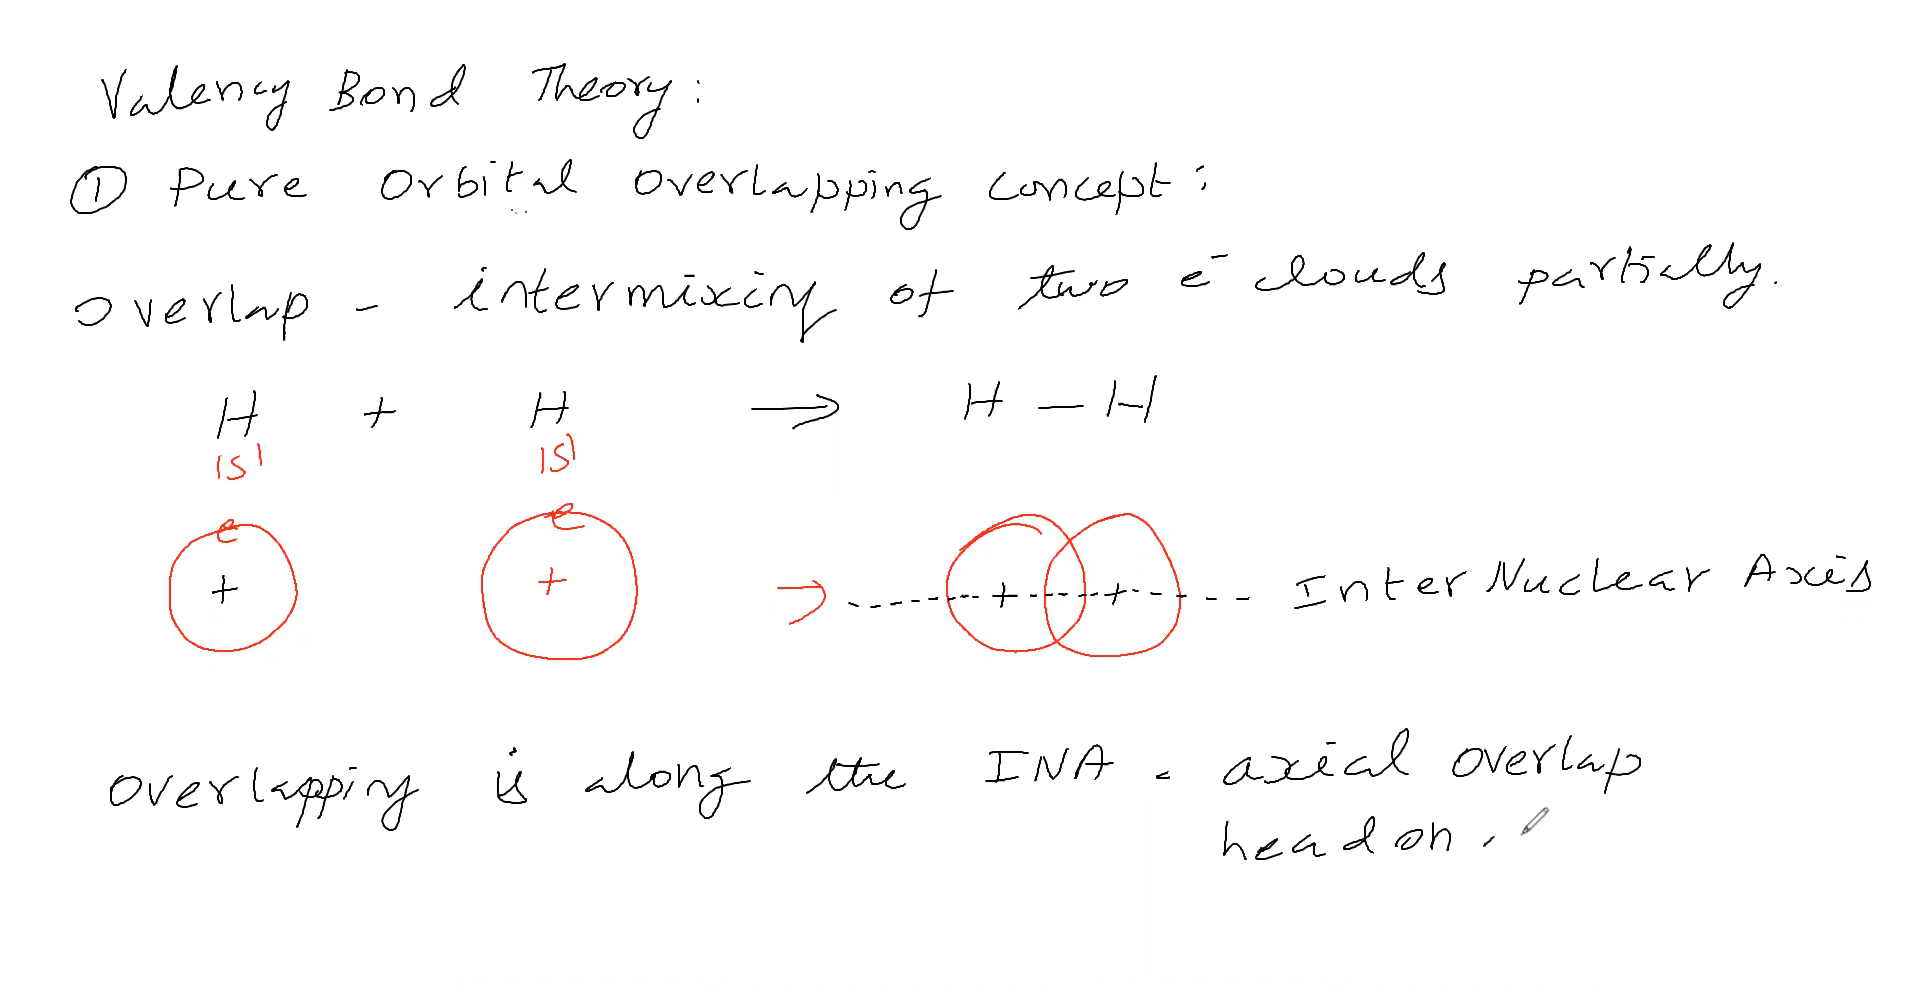 Valency Bond Theory:
① Pure Orbital overlapping concept:
overlap - intermixing of two e⁻ clouds partially.
H + H → H – H
1s¹ 1s¹
e e
+ + → + + Inter Nuclear Axis
overlapping is along the INA - axial overlap
head on.